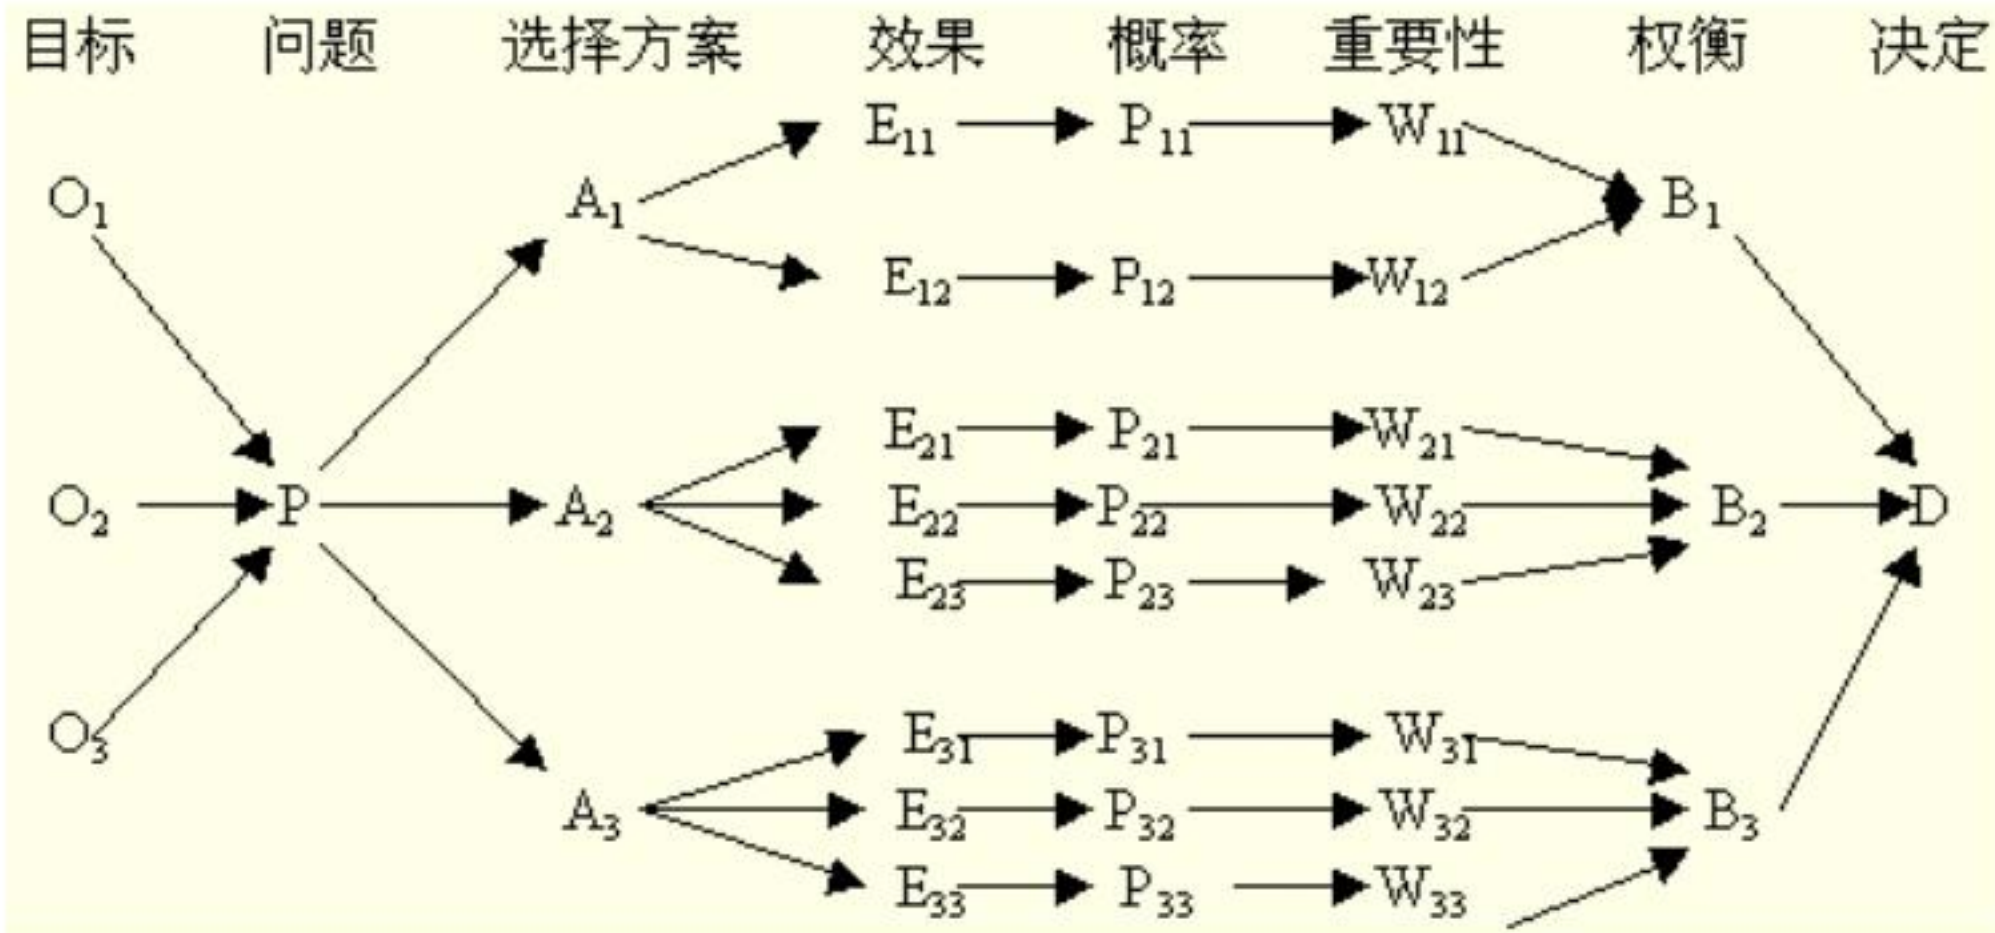 目标 问题 选择方案 效果 概率 重要性 权衡 决定
E11 P11 W11
O1 A1 B1
E12 P12 W12
E21 P21 W21
O2 P A2 E22 P22 W22 B2 D
E23 P23 W23
O3 E31 P31 W31
A3 E32 P32 W32 B3
E33 P33 W33